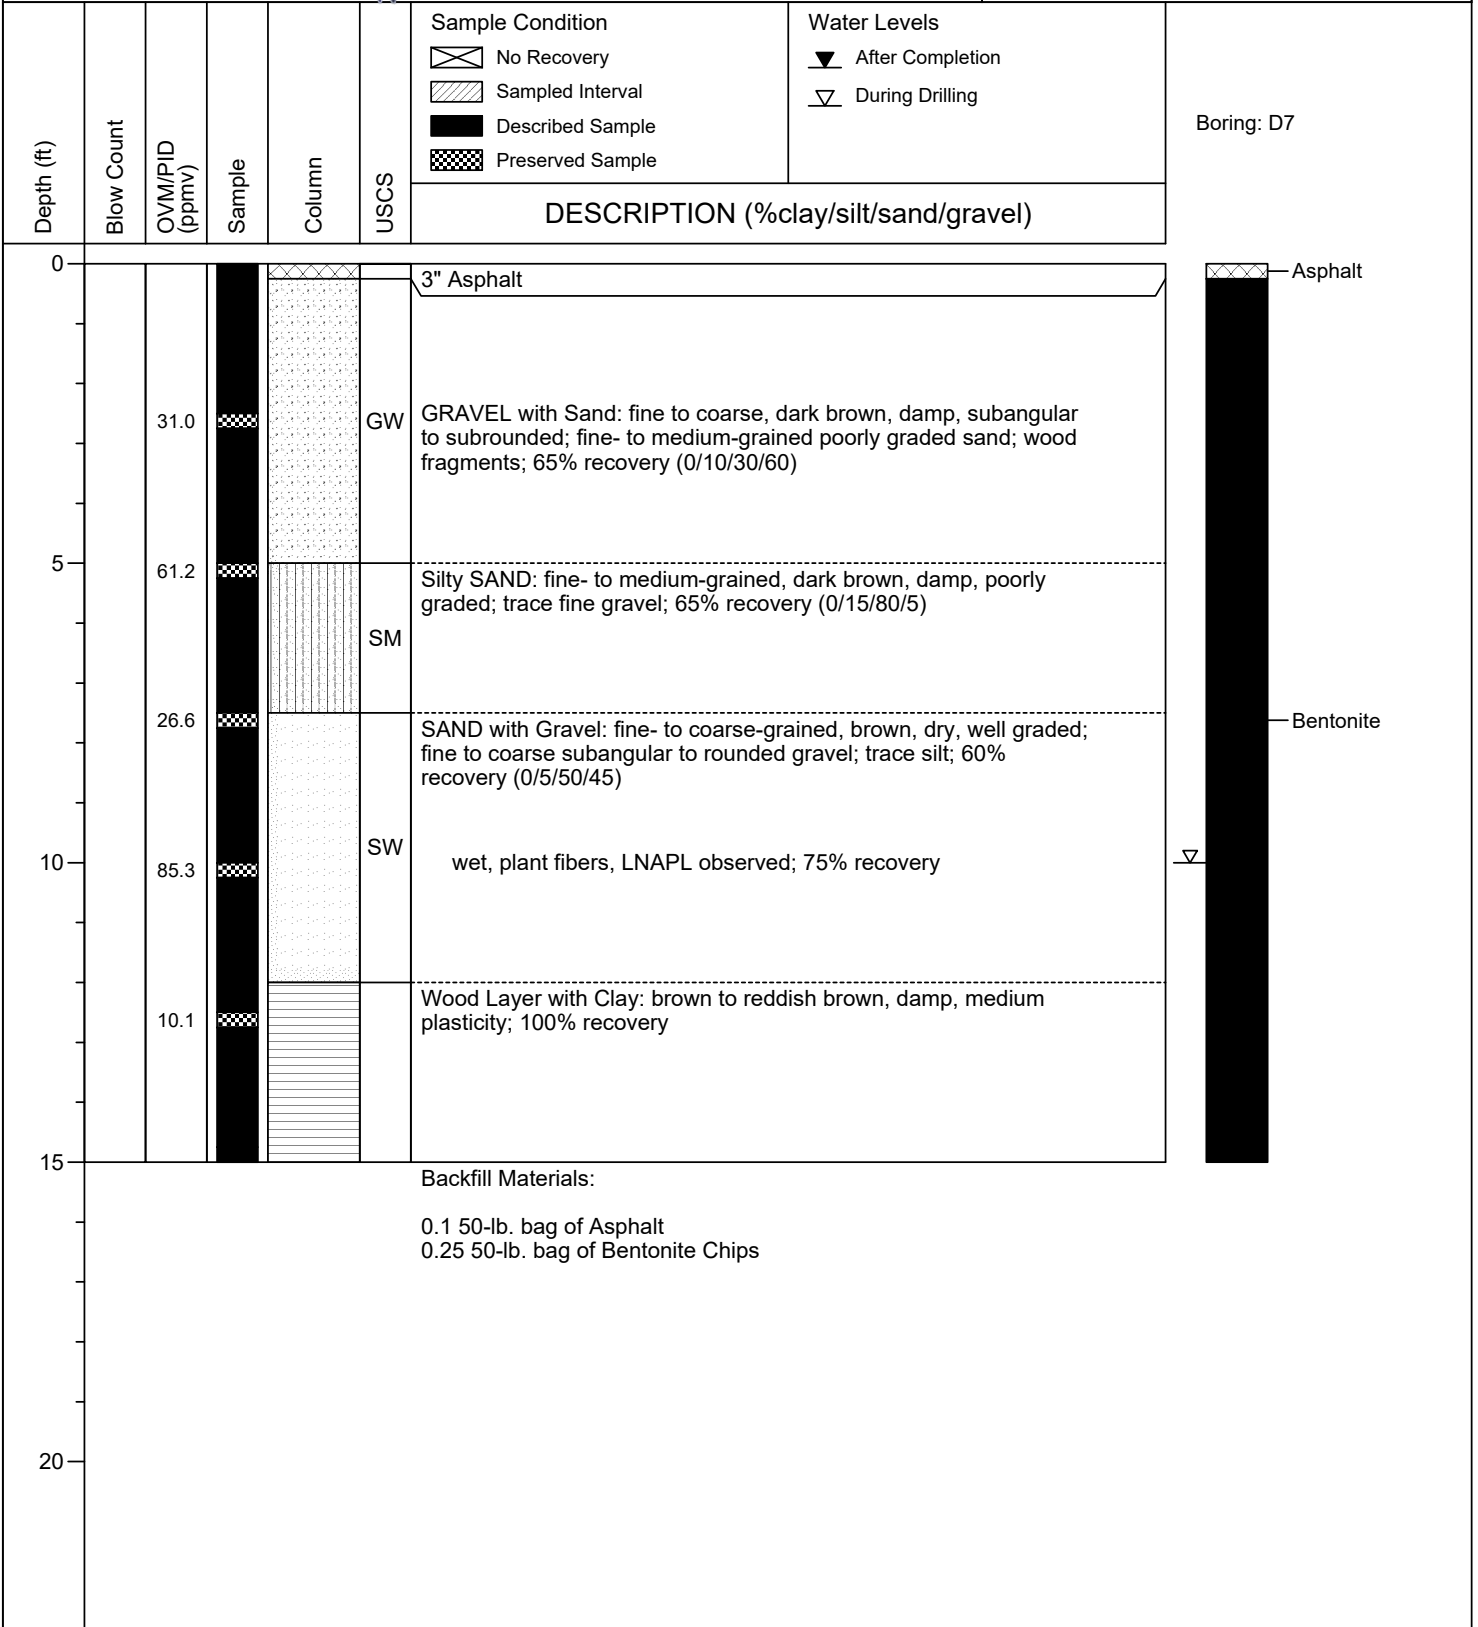 Sample Condition
No Recovery
Sampled Interval
Described Sample
Preserved Sample
Water Levels
After Completion
During Drilling
Boring: D7
Depth (ft)
Blow Count
OVM/PID
(ppmv)
Sample
Column
USCS
DESCRIPTION (%clay/silt/sand/gravel)
0
3" Asphalt
Asphalt
31.0
GW
GRAVEL with Sand: fine to coarse, dark brown, damp, subangular
to subrounded; fine- to medium-grained poorly graded sand; wood
fragments; 65% recovery (0/10/30/60)
5
61.2
Silty SAND: fine- to medium-grained, dark brown, damp, poorly
graded; trace fine gravel; 65% recovery (0/15/80/5)
SM
26.6
SAND with Gravel: fine- to coarse-grained, brown, dry, well graded;
fine to coarse subangular to rounded gravel; trace silt; 60%
recovery (0/5/50/45)
Bentonite
SW
10
85.3
wet, plant fibers, LNAPL observed; 75% recovery
Wood Layer with Clay: brown to reddish brown, damp, medium
plasticity; 100% recovery
10.1
15
Backfill Materials:
0.1 50-lb. bag of Asphalt
0.25 50-lb. bag of Bentonite Chips
20